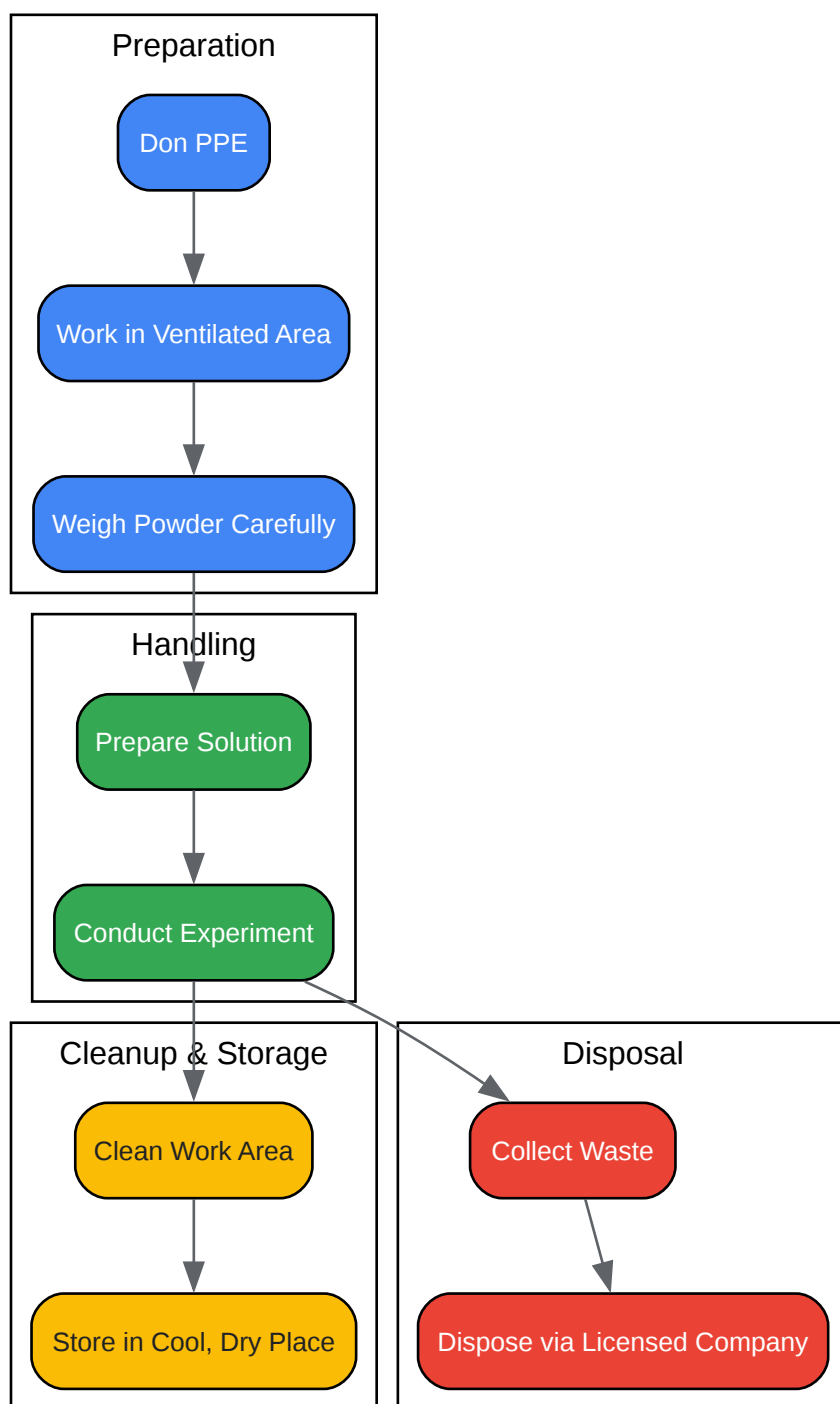 Preparation
Don PPE
Work in Ventilated Area
Weigh Powder Carefully
Handling
Prepare Solution
Conduct Experiment
Cleanup & Storage
Clean Work Area
Store in Cool, Dry Place
Disposal
Collect Waste
Dispose via Licensed Company